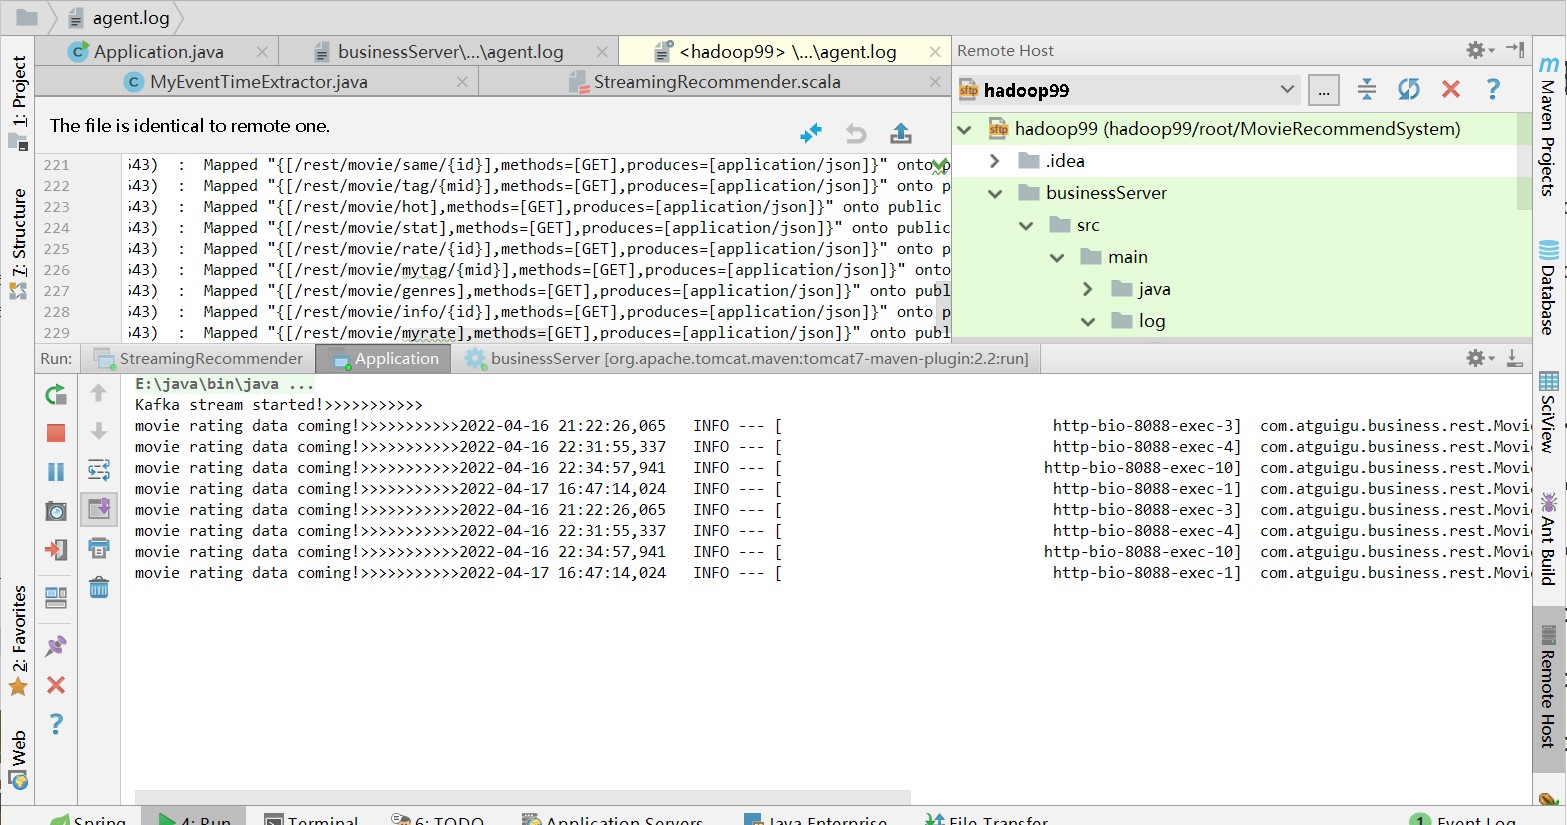 agent.log
Application.java
businessServer\...\agent.log
<hadoop99> \...\agent.log
Remote Host
MyEventTimeExtractor.java
StreamingRecommender.scala
hadoop99
...
The file is identical to remote one.
hadoop99 (hadoop99/root/MovieRecommendSystem)
.idea
businessServer
src
main
java
log
221 543) : Mapped "{[/rest/movie/same/{id}],methods=[GET],produces=[application/json]}" onto p
222 543) : Mapped "{[/rest/movie/tag/{mid}],methods=[GET],produces=[application/json]}" onto p
223 543) : Mapped "{[/rest/movie/hot],methods=[GET],produces=[application/json]}" onto public
224 543) : Mapped "{[/rest/movie/stat],methods=[GET],produces=[application/json]}" onto public
225 543) : Mapped "{[/rest/movie/rate/{id}],methods=[GET],produces=[application/json]}" onto p
226 543) : Mapped "{[/rest/movie/mytag/{mid}],methods=[GET],produces=[application/json]}" onto
227 543) : Mapped "{[/rest/movie/genres],methods=[GET],produces=[application/json]}" onto publ
228 543) : Mapped "{[/rest/movie/info/{id}],methods=[GET],produces=[application/json]}" onto p
229 543) : Mapped "{[/rest/movie/myrate],methods=[GET],produces=[application/json]}" onto publ
Run:
StreamingRecommender
Application
businessServer [org.apache.tomcat.maven:tomcat7-maven-plugin:2.2:run]
E:\java\bin\java ...
Kafka stream started!>>>>>>>>>>>
movie rating data coming!>>>>>>>>>>>2022-04-16 21:22:26,065 INFO --- [ http-bio-8088-exec-3] com.atguigu.business.rest.Movi
movie rating data coming!>>>>>>>>>>>2022-04-16 22:31:55,337 INFO --- [ http-bio-8088-exec-4] com.atguigu.business.rest.Movi
movie rating data coming!>>>>>>>>>>>2022-04-16 22:34:57,941 INFO --- [ http-bio-8088-exec-10] com.atguigu.business.rest.Movi
movie rating data coming!>>>>>>>>>>>2022-04-17 16:47:14,024 INFO --- [ http-bio-8088-exec-1] com.atguigu.business.rest.Movi
movie rating data coming!>>>>>>>>>>>2022-04-16 21:22:26,065 INFO --- [ http-bio-8088-exec-3] com.atguigu.business.rest.Movi
movie rating data coming!>>>>>>>>>>>2022-04-16 22:31:55,337 INFO --- [ http-bio-8088-exec-4] com.atguigu.business.rest.Movi
movie rating data coming!>>>>>>>>>>>2022-04-16 22:34:57,941 INFO --- [ http-bio-8088-exec-10] com.atguigu.business.rest.Movi
movie rating data coming!>>>>>>>>>>>2022-04-17 16:47:14,024 INFO --- [ http-bio-8088-exec-1] com.atguigu.business.rest.Movi
1: Project
7: Structure
2: Favorites
Web
Maven Projects
Database
SciView
Ant Build
Remote Host
Spring
4: Run
Terminal
6: TODO
Application Servers
Java Enterprise
File Transfer
1 Event Log